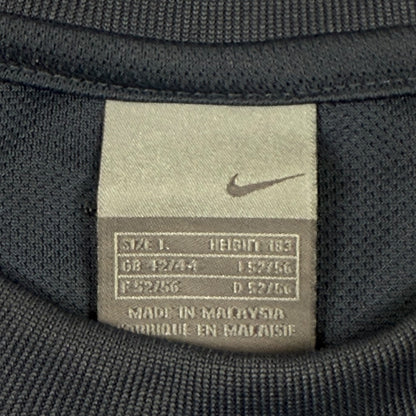 SIZE L HEIGHT 183
GB 42/44 I 52/56
F 52/56 D 52/56
MADE IN MALAYSIA
FABRIQUE EN MALAISIE